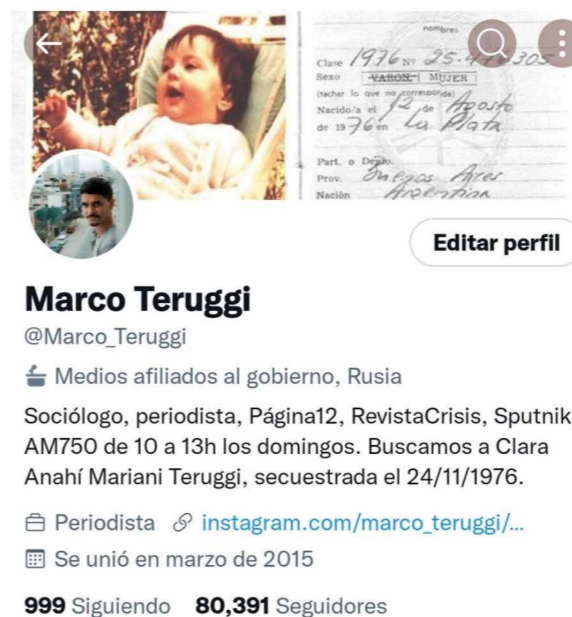 nombres
Clase 1976 Nº 25.476.305
Sexo VARON MUJER
(tachar lo que no corresponda)
Nacido/a el 12 de Agosto
de 1976 en La Plata
Part. o Depto.
Prov. Buenos Aires
Nación Argentina
Editar perfil
Marco Teruggi
@Marco_Teruggi
Medios afiliados al gobierno, Rusia
Sociólogo, periodista, Página12, RevistaCrisis, Sputnik
AM750 de 10 a 13h los domingos. Buscamos a Clara
Anahí Mariani Teruggi, secuestrada el 24/11/1976.
Periodista instagram.com/marco_teruggi/...
Se unió en marzo de 2015
999 Siguiendo 80,391 Seguidores